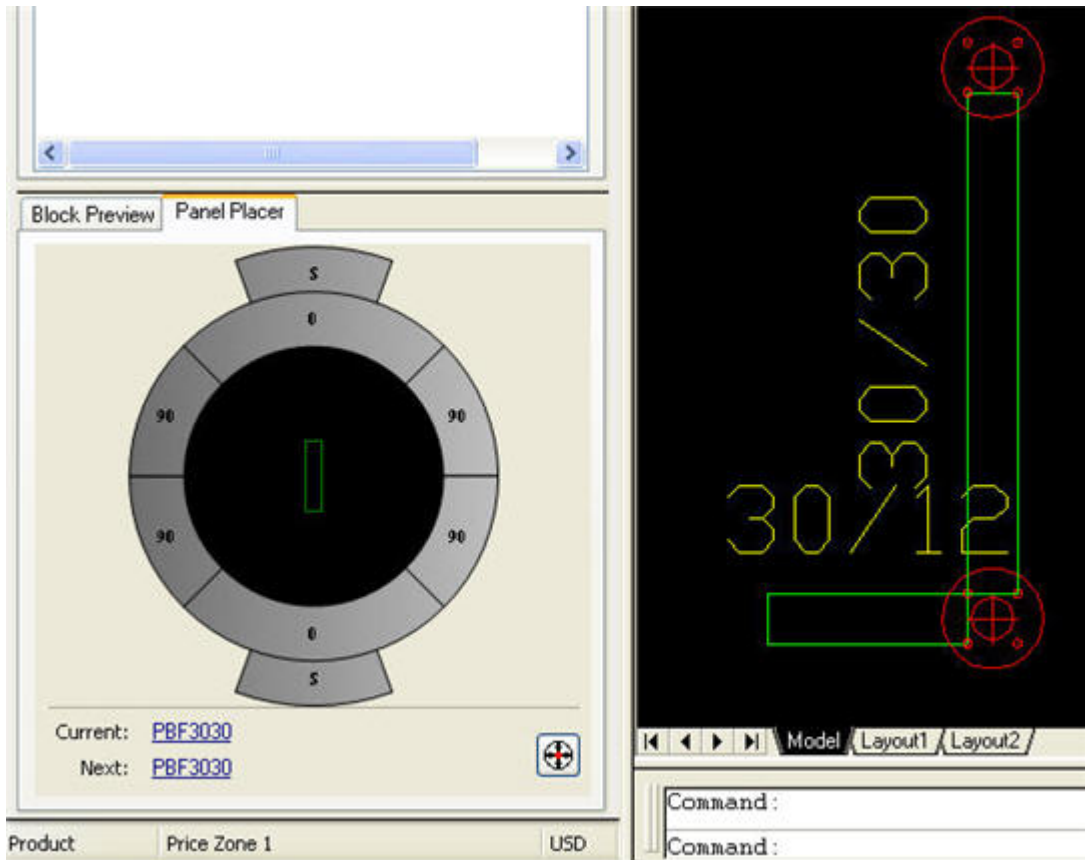 Block Preview
Panel Placer
S
0
90
90
90
90
0
S
Current: PBF3030
Next: PBF3030
Product
Price Zone 1
USD
30/30
30/12
Model
Layout1
Layout2
Command:
Command: